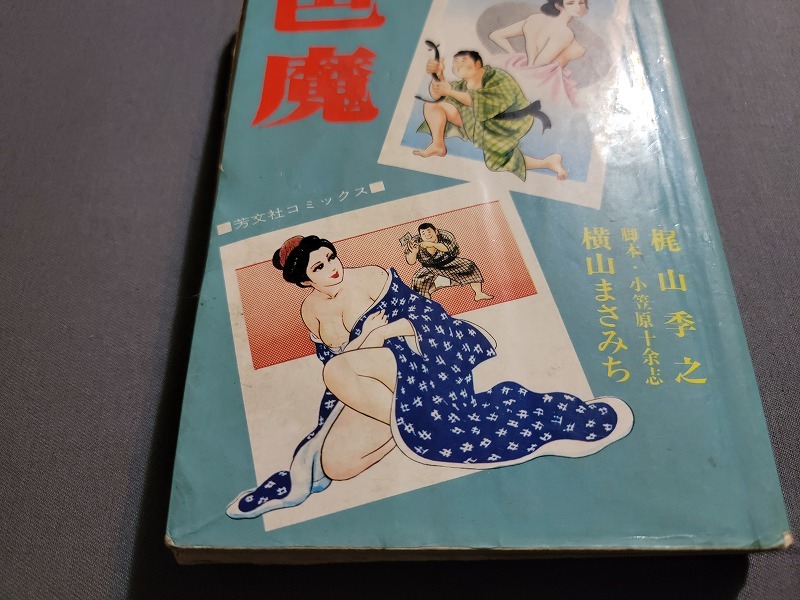 色魔
■芳文社コミックス■
梶山季之
脚本・小笠原十余志
横山まさみち